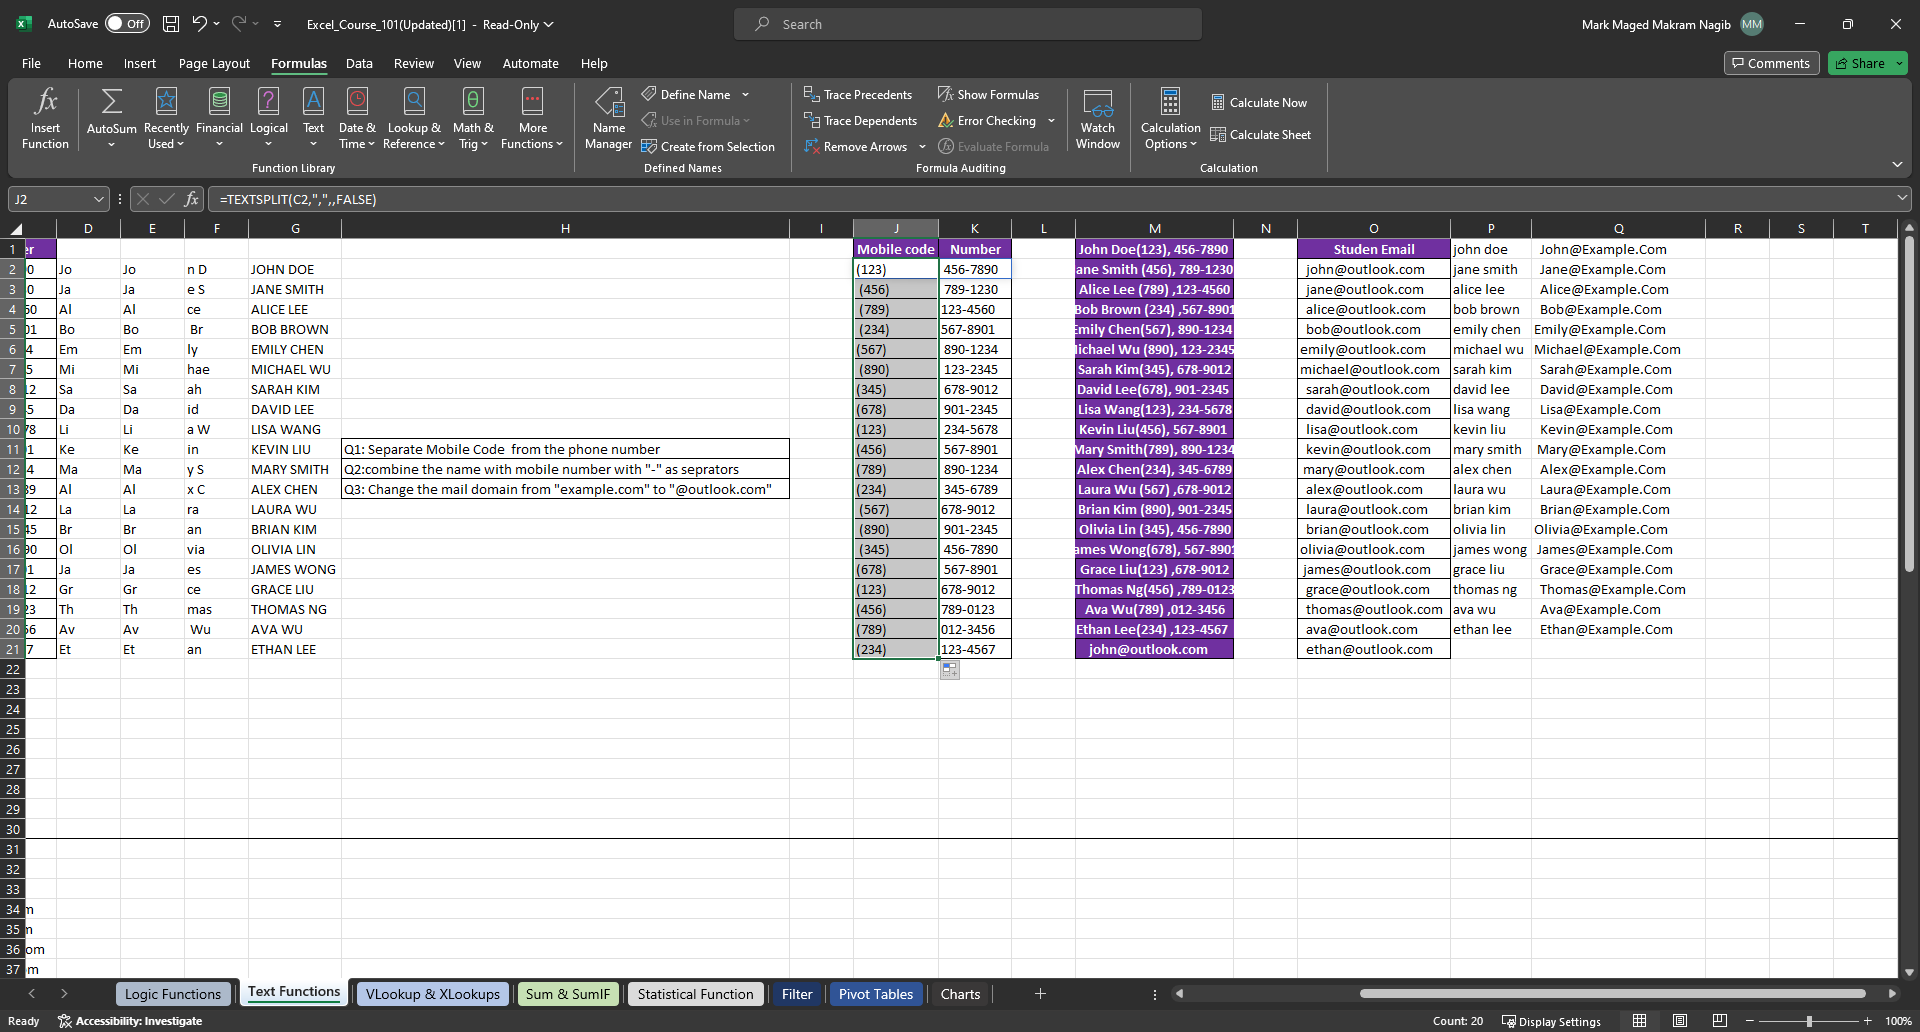 AutoSave Off Excel_Course_101(Updated)[1] - Read-Only Search Mark Maged Makram Nagib MM
File Home Insert Page Layout Formulas Data Review View Automate Help Comments Share
Insert Function AutoSum Recently Used Financial Logical Text Date & Time Lookup & Reference Math & Trig More Functions
Function Library
Name Manager Define Name Use in Formula Create from Selection
Defined Names
Trace Precedents Trace Dependents Remove Arrows Show Formulas Error Checking Evaluate Formula
Formula Auditing
Watch Window
Calculation Options Calculate Now Calculate Sheet
Calculation
J2 fx =TEXTSPLIT(C2,",",,FALSE)
D E F G H I J K L M N O P Q R S T
1 er Mobile code Number John Doe(123), 456-7890 Studen Email john doe John@Example.Com
2 00 Jo Jo n D JOHN DOE (123) 456-7890 ane Smith (456), 789-1230 john@outlook.com jane smith Jane@Example.Com
3 0 Ja Ja e S JANE SMITH (456) 789-1230 Alice Lee (789) ,123-4560 jane@outlook.com alice lee Alice@Example.Com
4 60 Al Al ce ALICE LEE (789) 123-4560 Bob Brown (234) ,567-8901 alice@outlook.com bob brown Bob@Example.Com
5 01 Bo Bo Br BOB BROWN (234) 567-8901 Emily Chen(567), 890-1234 bob@outlook.com emily chen Emily@Example.Com
6 4 Em Em ly EMILY CHEN (567) 890-1234 ichael Wu (890), 123-2345 emily@outlook.com michael wu Michael@Example.Com
7 5 Mi Mi hae MICHAEL WU (890) 123-2345 Sarah Kim(345), 678-9012 michael@outlook.com sarah kim Sarah@Example.Com
8 12 Sa Sa ah SARAH KIM (345) 678-9012 David Lee(678), 901-2345 sarah@outlook.com david lee David@Example.Com
9 5 Da Da id DAVID LEE (678) 901-2345 Lisa Wang(123), 234-5678 david@outlook.com lisa wang Lisa@Example.Com
10 78 Li Li a W LISA WANG (123) 234-5678 Kevin Liu(456), 567-8901 lisa@outlook.com kevin liu Kevin@Example.Com
11 01 Ke Ke in KEVIN LIU Q1: Separate Mobile Code from the phone number (456) 567-8901 Mary Smith(789), 890-1234 kevin@outlook.com mary smith Mary@Example.Com
12 4 Ma Ma y S MARY SMITH Q2:combine the name with mobile number with "-" as seprators (789) 890-1234 Alex Chen(234), 345-6789 mary@outlook.com alex chen Alex@Example.Com
13 89 Al Al x C ALEX CHEN Q3: Change the mail domain from "example.com" to "@outlook.com" (234) 345-6789 Laura Wu (567) ,678-9012 alex@outlook.com laura wu Laura@Example.Com
14 12 La La ra LAURA WU (567) 678-9012 Brian Kim (890), 901-2345 laura@outlook.com brian kim Brian@Example.Com
15 45 Br Br an BRIAN KIM (890) 901-2345 Olivia Lin (345), 456-7890 brian@outlook.com olivia lin Olivia@Example.Com
16 90 Ol Ol via OLIVIA LIN (345) 456-7890 ames Wong(678), 567-8901 olivia@outlook.com james wong James@Example.Com
17 01 Ja Ja es JAMES WONG (678) 567-8901 Grace Liu(123) ,678-9012 james@outlook.com grace liu Grace@Example.Com
18 12 Gr Gr ce GRACE LIU (123) 678-9012 Thomas Ng(456) ,789-0123 grace@outlook.com thomas ng Thomas@Example.Com
19 23 Th Th mas THOMAS NG (456) 789-0123 Ava Wu(789) ,012-3456 thomas@outlook.com ava wu Ava@Example.Com
20 56 Av Av Wu AVA WU (789) 012-3456 Ethan Lee(234) ,123-4567 ava@outlook.com ethan lee Ethan@Example.Com
21 7 Et Et an ETHAN LEE (234) 123-4567 john@outlook.com ethan@outlook.com
22
23
24
25
26
27
28
29
30
31
32
33
34 m
35 m
36 om
37 m
Logic Functions Text Functions VLookup & XLookups Sum & SumIF Statistical Function Filter Pivot Tables Charts
Ready Accessibility: Investigate Count: 20 Display Settings 100%